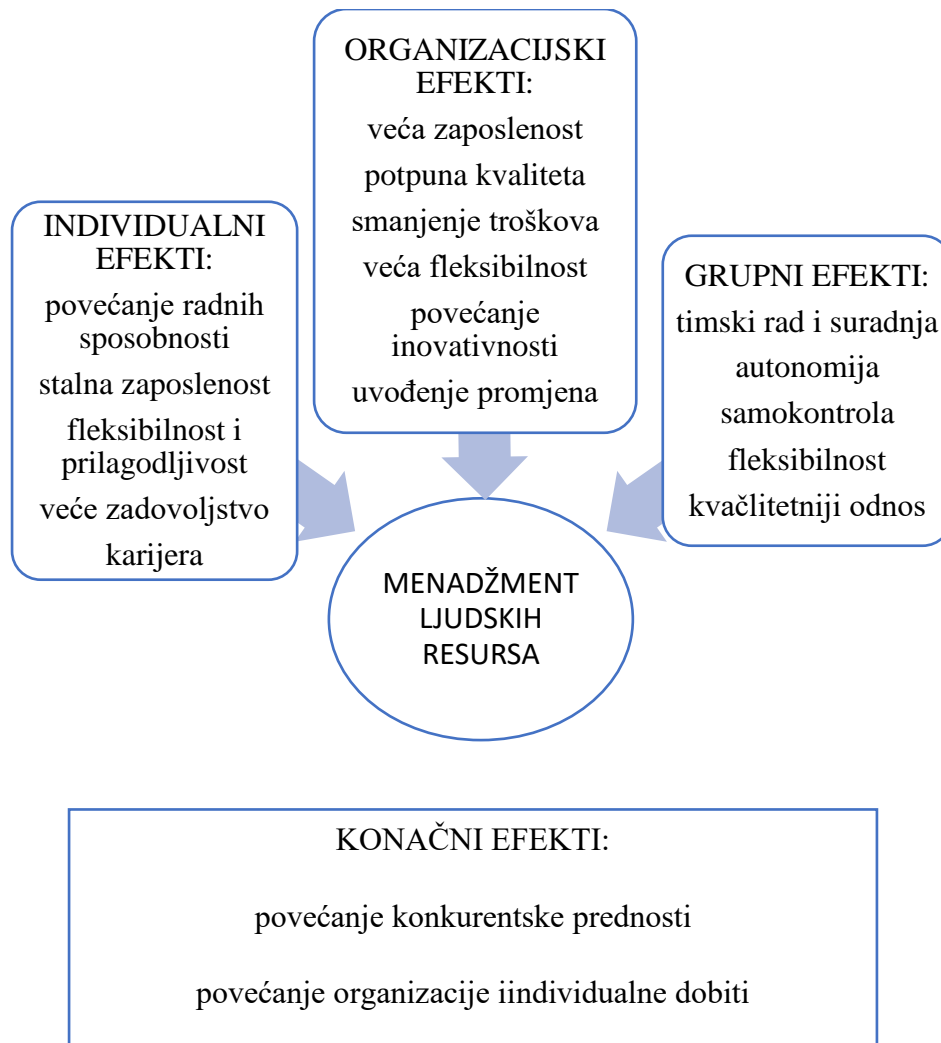 ORGANIZACIJSKI
EFEKTI:
veća zaposlenost
potpuna kvaliteta
smanjenje troškova
veća fleksibilnost
povećanje
inovativnosti
uvođenje promjena
INDIVIDUALNI
EFEKTI:
povećanje radnih
sposobnosti
stalna zaposlenost
fleksibilnost i
prilagodljivost
veće zadovoljstvo
karijera
GRUPNI EFEKTI:
timski rad i suradnja
autonomija
samokontrola
fleksibilnost
kvačlitetniji odnos
MENADŽMENT
LJUDSKIH
RESURSA
KONAČNI EFEKTI:
povećanje konkurentske prednosti
povećanje organizacije iindividualne dobiti